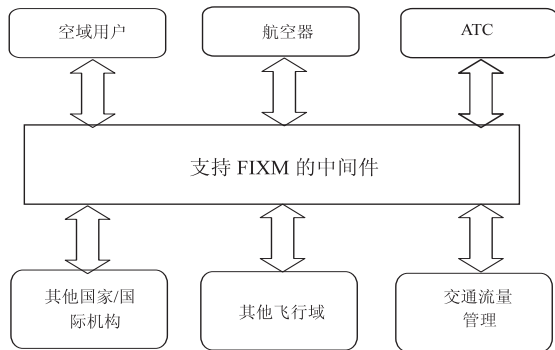 空域用户
航空器
ATC
支持 FIXM 的中间件
其他国家/国
际机构
其他飞行域
交通流量
管理